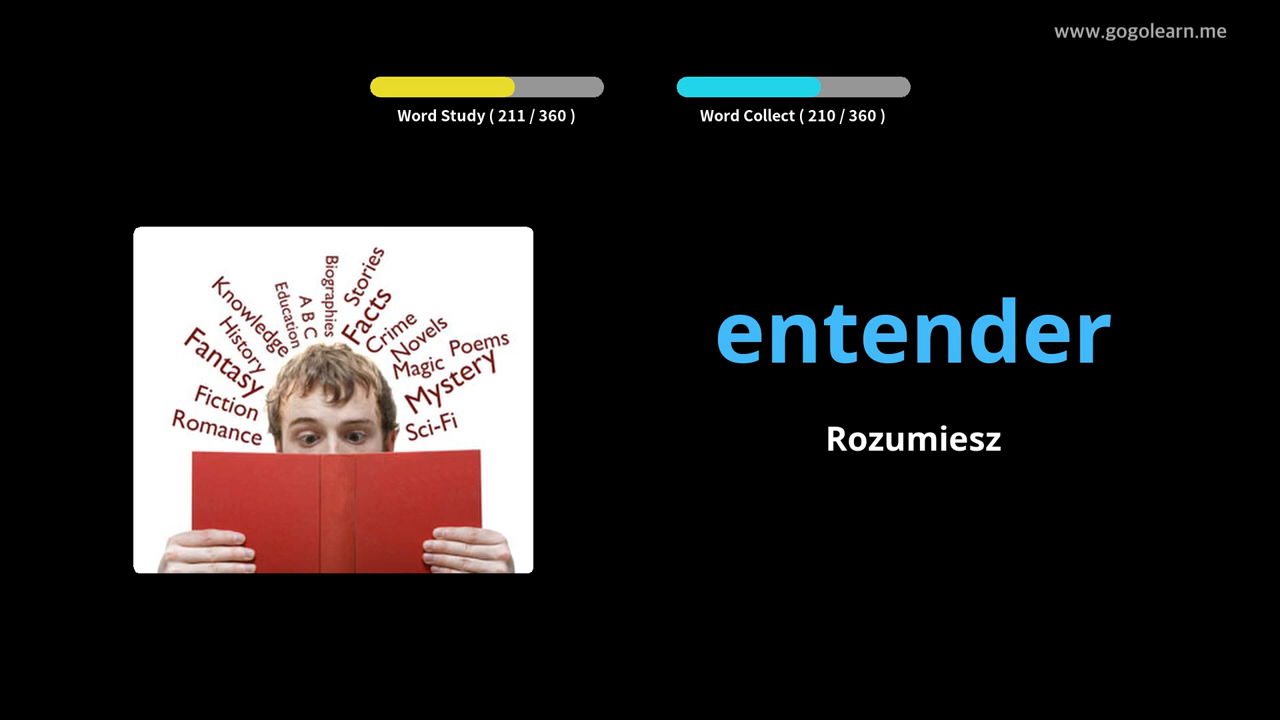 www.gogolearn.me
Word Study ( 211 / 360 )
Word Collect ( 210 / 360 )
Biographies
Stories
Education
A B C
Facts
Knowledge
History
Crime
Novels
Fantasy
Magic
Poems
Mystery
Fiction
Romance
Sci-Fi
entender
Rozumiesz